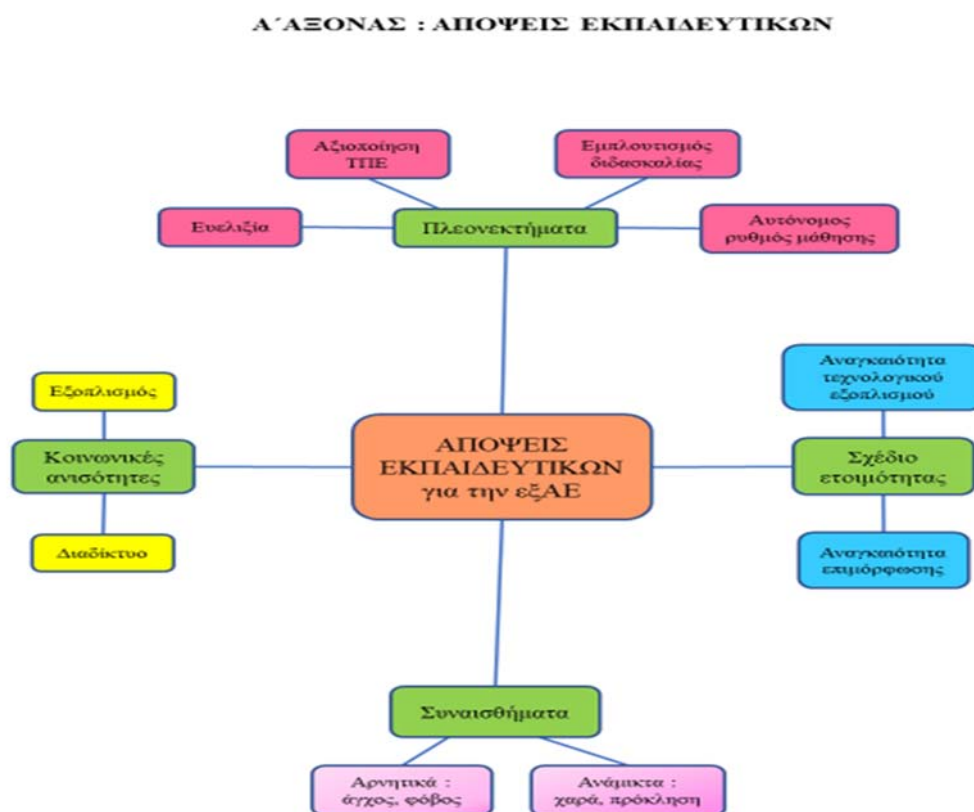 Α΄ΑΞΟΝΑΣ : ΑΠΟΨΕΙΣ ΕΚΠΑΙΔΕΥΤΙΚΩΝ
Αξιοποίηση
ΤΠΕ
Εμπλουτισμός
διδασκαλίας
Ευελιξία
Πλεονεκτήματα
Αυτόνομος
ρυθμός μάθησης
Εξοπλισμός
Κοινωνικές
ανισότητες
Διαδίκτυο
ΑΠΟΨΕΙΣ
ΕΚΠΑΙΔΕΥΤΙΚΩΝ
για την εξΑΕ
Αναγκαιότητα
τεχνολογικού
εξοπλισμού
Σχέδιο
ετοιμότητας
Αναγκαιότητα
επιμόρφωσης
Συναισθήματα
Αρνητικά :
άγχος, φόβος
Ανάμικτα :
χαρά, πρόκληση